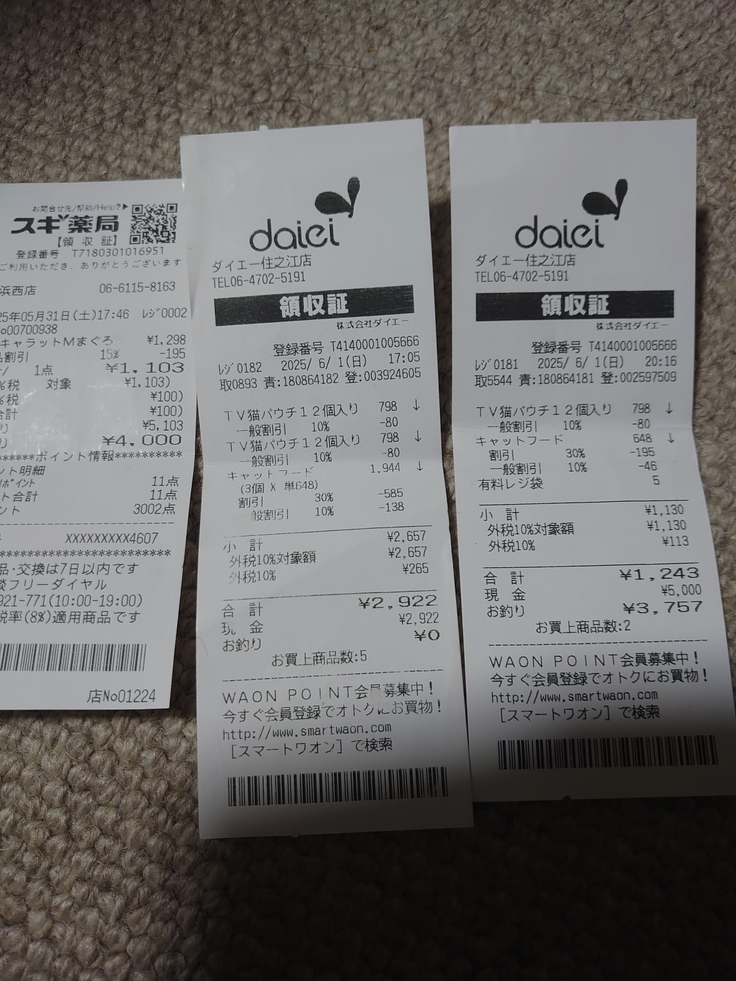 お問合せ先/幇助/Help?▶
スギ薬局
【領収証】
登録番号 T7180301016951
ご利用いただき、ありがとうございます
浜西店 06-6115-8163
25年05月31日(土)17:46 レジ0002
No00700938
キャラットMまぐろ ¥1,298
割引 15% -195
1点 ¥1,103
%税 対象 ¥1,103)
%税 ¥100)
合計 ¥100)
り ¥5,103
り ¥4,000
******ポイント情報**********
ント明細
ポイント 11点
ト合計 11点
ント 3002点
XXXXXXXXX4607
品・交換は7日以内です
談フリーダイヤル
921-771(10:00-19:00)
税率(8%)適用商品です
店No01224
daiei
ダイエー住之江店
TEL06-4702-5191
領収証
株式会社ダイエー
登録番号 T4140001005666
レジ0182 2025/ 6/ 1(日) 17:05
取0893 責:180864182 登:003924605
TV猫パウチ12個入り 798 ↓
一般割引 10% -80
TV猫パウチ12個入り 798 ↓
一般割引 10% -80
キャットフード 1,944 ↓
(3個 X 単648)
割引 30% -585
一般割引 10% -138
小 計 ¥2,657
外税10%対象額 ¥2,657
外税10% ¥265
合 計 ¥2,922
現 金 ¥2,922
お釣り ¥0
お買上商品数:5
WAON POINT会員募集中!
今すぐ会員登録でオトクにお買物!
http://www.smartwaon.com
[スマートワオン]で検索
daiei
ダイエー住之江店
TEL06-4702-5191
領収証
株式会社ダイエー
登録番号 T4140001005666
レジ0181 2025/ 6/ 1(日) 20:16
取5544 責:180864181 登:002597509
TV猫パウチ12個入り 798 ↓
一般割引 10% -80
キャットフード 648 ↓
割引 30% -195
一般割引 10% -46
有料レジ袋 5
小 計 ¥1,130
外税10%対象額 ¥1,130
外税10% ¥113
合 計 ¥1,243
現 金 ¥5,000
お釣り ¥3,757
お買上商品数:2
WAON POINT会員募集中!
今すぐ会員登録でオトクにお買物!
http://www.smartwaon.com
[スマートワオン]で検索